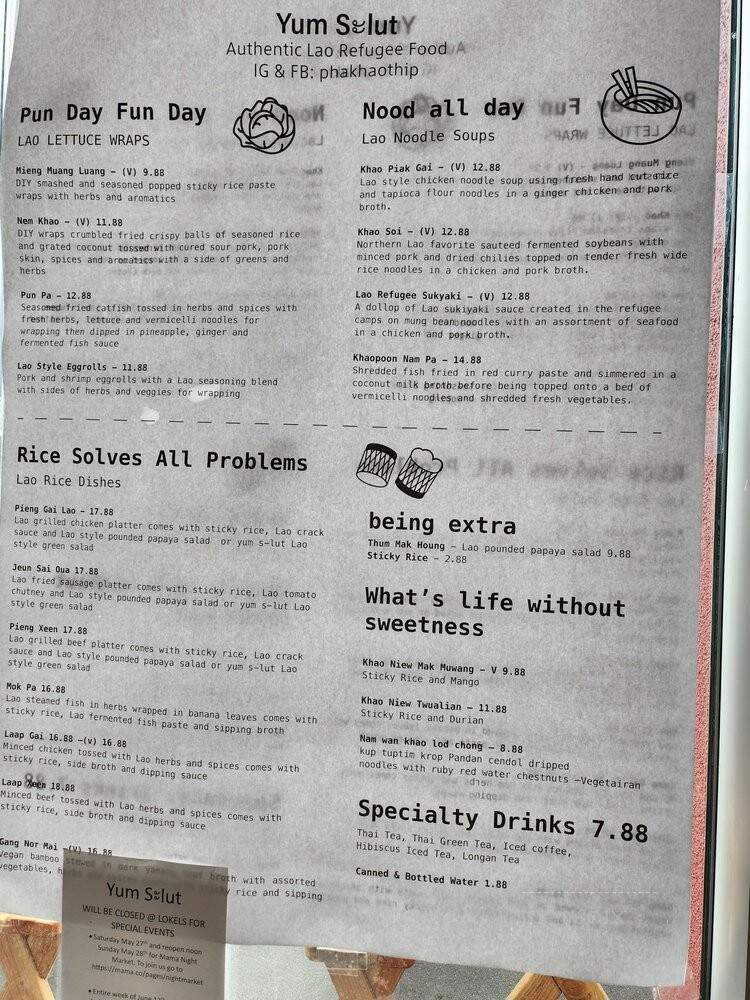 Yum Sลlut
Authentic Lao Refugee Food
IG & FB: phakhaothip
Pun Day Fun Day
LAO LETTUCE WRAPS
Mieng Muang Luang – (V) 9.88
DIY smashed and seasoned popped sticky rice paste
wraps with herbs and aromatics
Nem Khao – (V) 11.88
DIY wraps crumbled fried crispy balls of seasoned rice
and grated coconut tossed with cured sour pork, pork
skin, spices and aromatics with a side of greens and
herbs
Pun Pa – 12.88
Seasoned fried catfish tossed in herbs and spices with
fresh herbs, lettuce and vermicelli noodles for
wrapping then dipped in pineapple, ginger and
fermented fish sauce
Lao Style Eggrolls – 11.88
Pork and shrimp eggrolls with a Lao seasoning blend
with sides of herbs and veggies for wrapping
Nood all day
Lao Noodle Soups
Khao Piak Gai – (V) 12.88
Lao style chicken noodle soup using fresh hand cut rice
and tapioca flour noodles in a ginger chicken and pork
broth.
Khao Soi – (V) 12.88
Northern Lao favorite sauteed fermented soybeans with
minced pork and dried chilies topped on tender fresh wide
rice noodles in a chicken and pork broth.
Lao Refugee Sukyaki – (V) 12.88
A dollop of Lao sukiyaki sauce created in the refugee
camps on mung bean noodles with an assortment of seafood
in a chicken and pork broth.
Khaopoon Nam Pa – 14.88
Shredded fish fried in red curry paste and simmered in a
coconut milk broth before being topped onto a bed of
vermicelli noodles and shredded fresh vegetables.
Rice Solves All Problems
Lao Rice Dishes
Pieng Gai Lao – 17.88
Lao grilled chicken platter comes with sticky rice, Lao crack
sauce and Lao style pounded papaya salad or yum s-lut Lao
style green salad
Jeun Sai Oua 17.88
Lao fried sausage platter comes with sticky rice, Lao tomato
chutney and Lao style pounded papaya salad or yum s-lut Lao
style green salad
Pieng Xeen 17.88
Lao grilled beef platter comes with sticky rice, Lao crack
sauce and Lao style pounded papaya salad or yum s-lut Lao
style green salad
Mok Pa 16.88
Lao steamed fish in herbs wrapped in banana leaves comes with
sticky rice, Lao fermented fish paste and sipping broth
Laap Gai 16.88 –(v) 16.88
Minced chicken tossed with Lao herbs and spices comes with
sticky rice, side broth and dipping sauce
Laap Xeen 18.88
Minced beef tossed with Lao herbs and spices comes with
sticky rice, side broth and dipping sauce
Gang Nor Mai –(V) 16.88
Vegan bamboo stewed in dark yanang leaf broth with assorted
vegetables, rice and sipping
being extra
Thum Mak Houng – Lao pounded papaya salad 9.88
Sticky Rice – 2.88
What's life without
sweetness
Khao Niew Mak Muwang – V 9.88
Sticky Rice and Mango
Khao Niew Twualian – 11.88
Sticky Rice and Durian
Nam wan khao lod chong – 8.88
kup tuptim krop Pandan cendol dripped
noodles with ruby red water chestnuts –Vegetairan
Specialty Drinks 7.88
Thai Tea, Thai Green Tea, Iced coffee,
Hibiscus Iced Tea, Longan Tea
Canned & Bottled Water 1.88
Yum Sลlut
WILL BE CLOSED @ LOKELS FOR
SPECIAL EVENTS
• Saturday May 27th and reopen noon
Sunday May 28th for Mama Night
Market. To join us go to
https://mama.co/pages/nightmarket
• Entire week of June